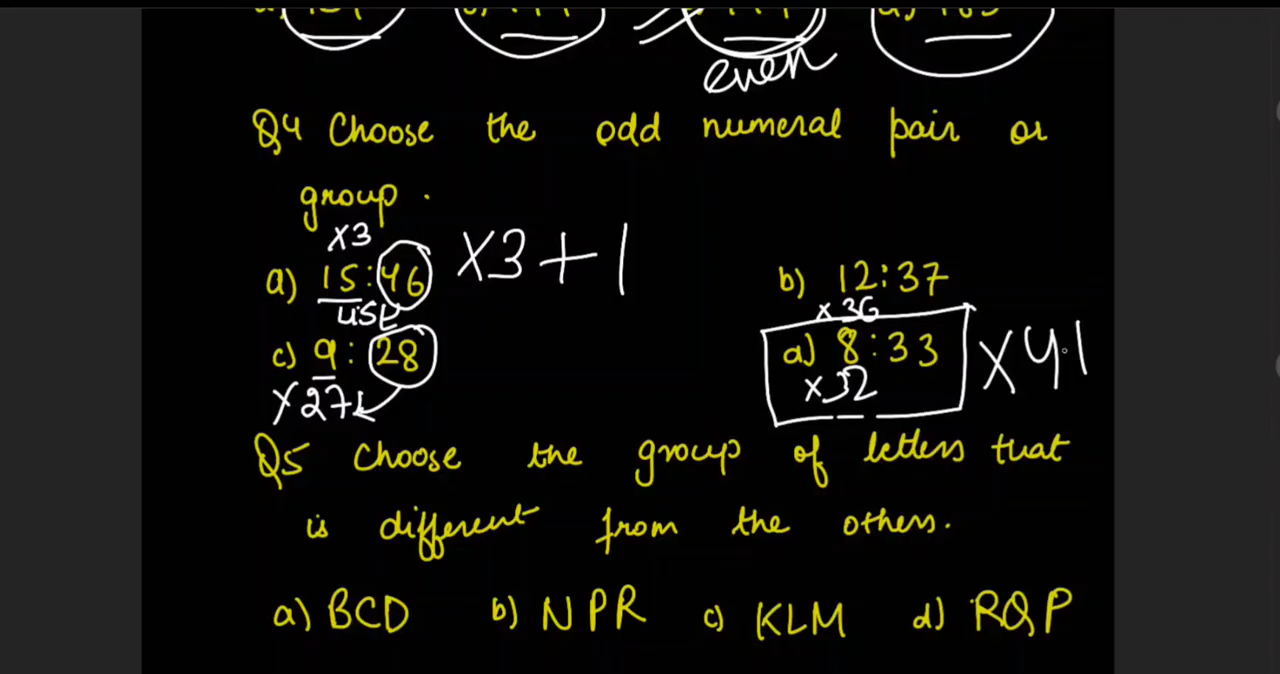 even
Q4 Choose the odd numeral pair or
group.
x3
a) 15:46 x3+1 b) 12:37
45+1 x 36
c) 9:28 a) 8:33 x4.1
x27+ x32
Q5 Choose the group of letters that
is different from the others.
a) BCD b) NPR c) KLM d) RQP